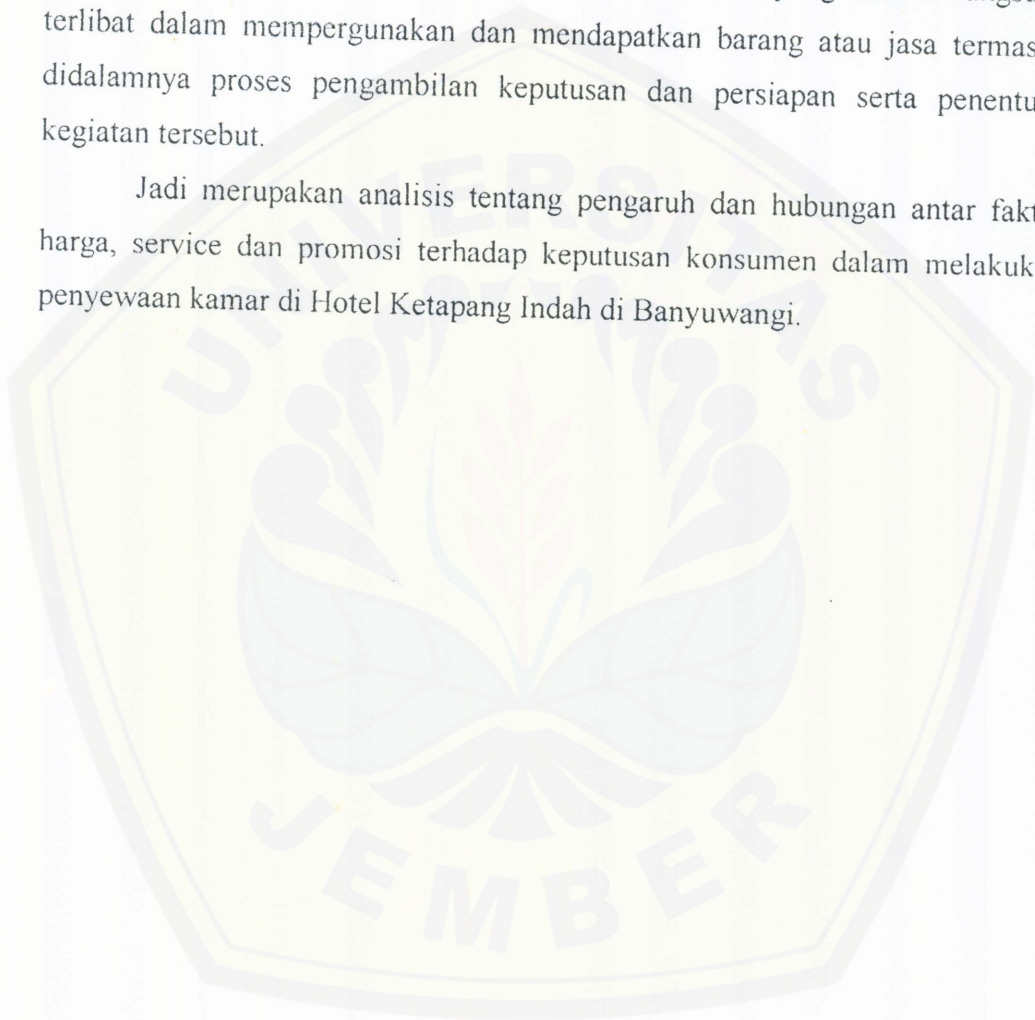 terlibat dalam mempergunakan dan mendapatkan barang atau jasa termas
didalamnya proses pengambilan keputusan dan persiapan serta penentu
kegiatan tersebut.
Jadi merupakan analisis tentang pengaruh dan hubungan antar fakt
harga, service dan promosi terhadap keputusan konsumen dalam melakuk
penyewaan kamar di Hotel Ketapang Indah di Banyuwangi.
UNIVERSITAS
JEMBER